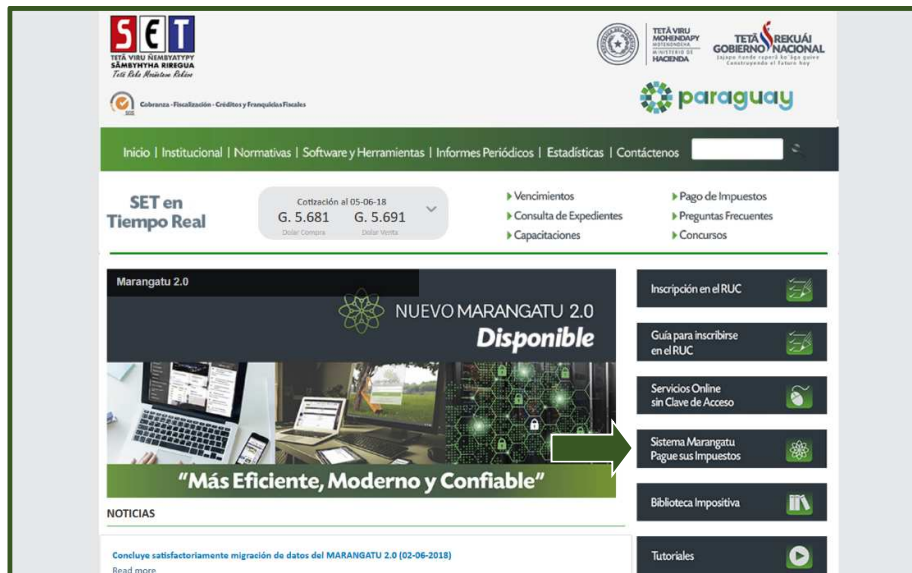 SET
TETÃ VIRU ÑEMBYATYPY
SÃMBYHYHA RIREGUA
Cobranza - Fiscalización - Créditos y Franquicias Fiscales
TETÃ VIRU
MOHENDAPY
MOTENONDEHA
MINISTERIO DE
HACIENDA
TETÃ REKUÁI
GOBIERNO NACIONAL
Construyendo el futuro hoy
paraguay
Inicio | Institucional | Normativas | Software y Herramientas | Informes Periódicos | Estadísticas | Contáctenos
SET en
Tiempo Real
Cotización al 05-06-18
G. 5.681 G. 5.691
Dolar Compra Dolar Venta
Vencimientos
Consulta de Expedientes
Capacitaciones
Pago de Impuestos
Preguntas Frecuentes
Concursos
Marangatu 2.0
NUEVO MARANGATU 2.0
Disponible
"Más Eficiente, Moderno y Confiable"
Inscripción en el RUC
Guía para inscribirse
en el RUC
Servicios Online
sin Clave de Acceso
Sistema Marangatu
Pague sus Impuestos
Biblioteca Impositiva
Tutoriales
NOTICIAS
Concluye satisfactoriamente migración de datos del MARANGATU 2.0 (02-06-2018)
Read more